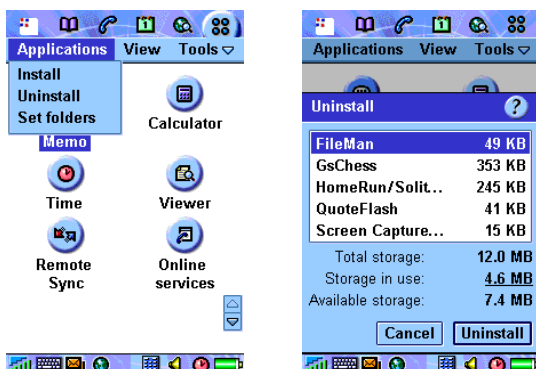 Applications View Tools
Install
Uninstall
Set folders
Calculator
Memo
Time
Viewer
Remote
Sync
Online
services
Applications View Tools
Uninstall ?
FileMan 49 KB
GsChess 353 KB
HomeRun/Solit... 245 KB
QuoteFlash 41 KB
Screen Capture... 15 KB
Total storage: 12.0 MB
Storage in use: 4.6 MB
Available storage: 7.4 MB
Cancel Uninstall